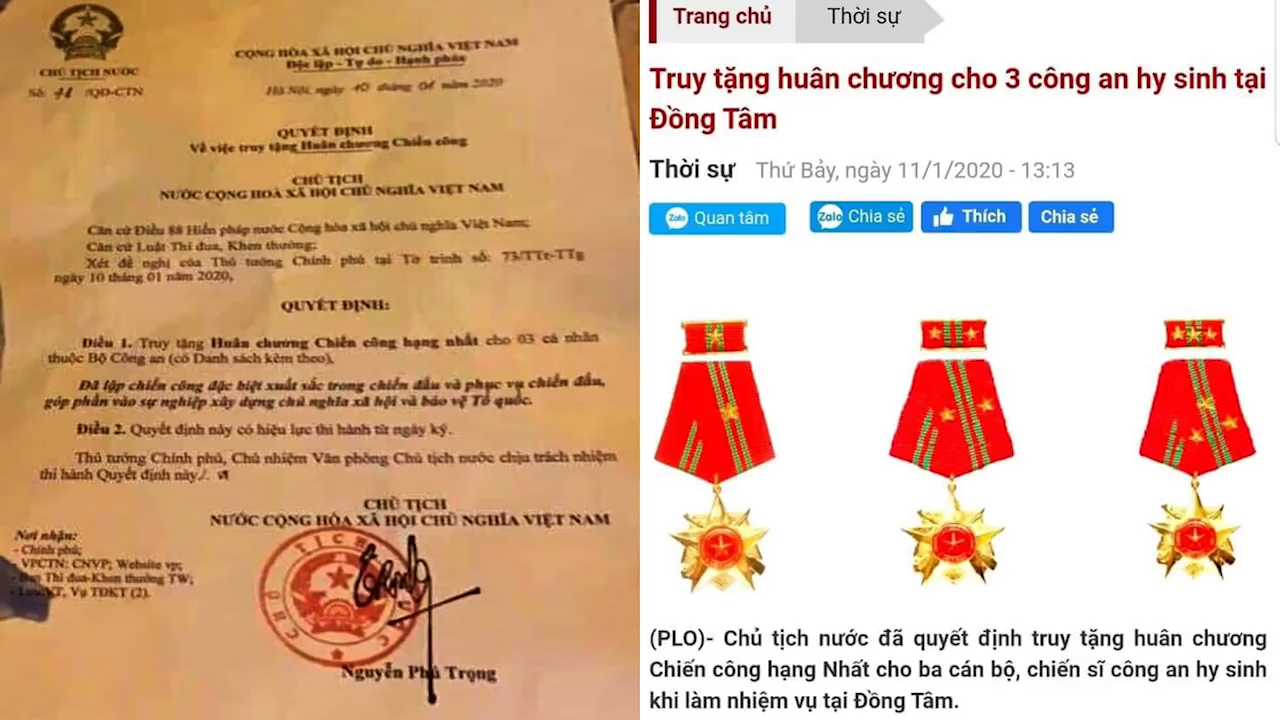 CHỦ TỊCH NƯỚC
Số: 41 /QĐ-CTN
CỘNG HÒA XÃ HỘI CHỦ NGHĨA VIỆT NAM
Độc lập - Tự do - Hạnh phúc
Hà Nội, ngày 10 tháng 01 năm 2020
QUYẾT ĐỊNH
Về việc truy tặng Huân chương Chiến công
CHỦ TỊCH
NƯỚC CỘNG HOÀ XÃ HỘI CHỦ NGHĨA VIỆT NAM
Căn cứ Điều 88 Hiến pháp nước Cộng hòa xã hội chủ nghĩa Việt Nam;
Căn cứ Luật Thi đua, Khen thưởng;
Xét đề nghị của Thủ tướng Chính phủ tại Tờ trình số: 73/TTr-TTg
ngày 10 tháng 01 năm 2020,
QUYẾT ĐỊNH:
Điều 1. Truy tặng Huân chương Chiến công hạng nhất cho 03 cá nhân
thuộc Bộ Công an (có Danh sách kèm theo),
Đã lập chiến công đặc biệt xuất sắc trong chiến đấu và phục vụ chiến đấu,
góp phần vào sự nghiệp xây dựng chủ nghĩa xã hội và bảo vệ Tổ quốc.
Điều 2. Quyết định này có hiệu lực thi hành từ ngày ký.
Thủ tướng Chính phủ, Chủ nhiệm Văn phòng Chủ tịch nước chịu trách nhiệm
thi hành Quyết định này./.
CHỦ TỊCH
NƯỚC CỘNG HÒA XÃ HỘI CHỦ NGHĨA VIỆT NAM
Nơi nhận:
- Chính phủ;
- VPCTN: CNVP; Website vp;
- Ban Thi đua-Khen thưởng TW;
- Lưu: VT, Vụ TĐKT (2).
Nguyễn Phú Trọng
Trang chủ
Thời sự
Truy tặng huân chương cho 3 công an hy sinh tại
Đồng Tâm
Thời sự Thứ Bảy, ngày 11/1/2020 - 13:13
Zalo Quan tâm
Zalo Chia sẻ
Thích
Chia sẻ
(PLO)- Chủ tịch nước đã quyết định truy tặng huân chương
Chiến công hạng Nhất cho ba cán bộ, chiến sĩ công an hy sinh
khi làm nhiệm vụ tại Đồng Tâm.